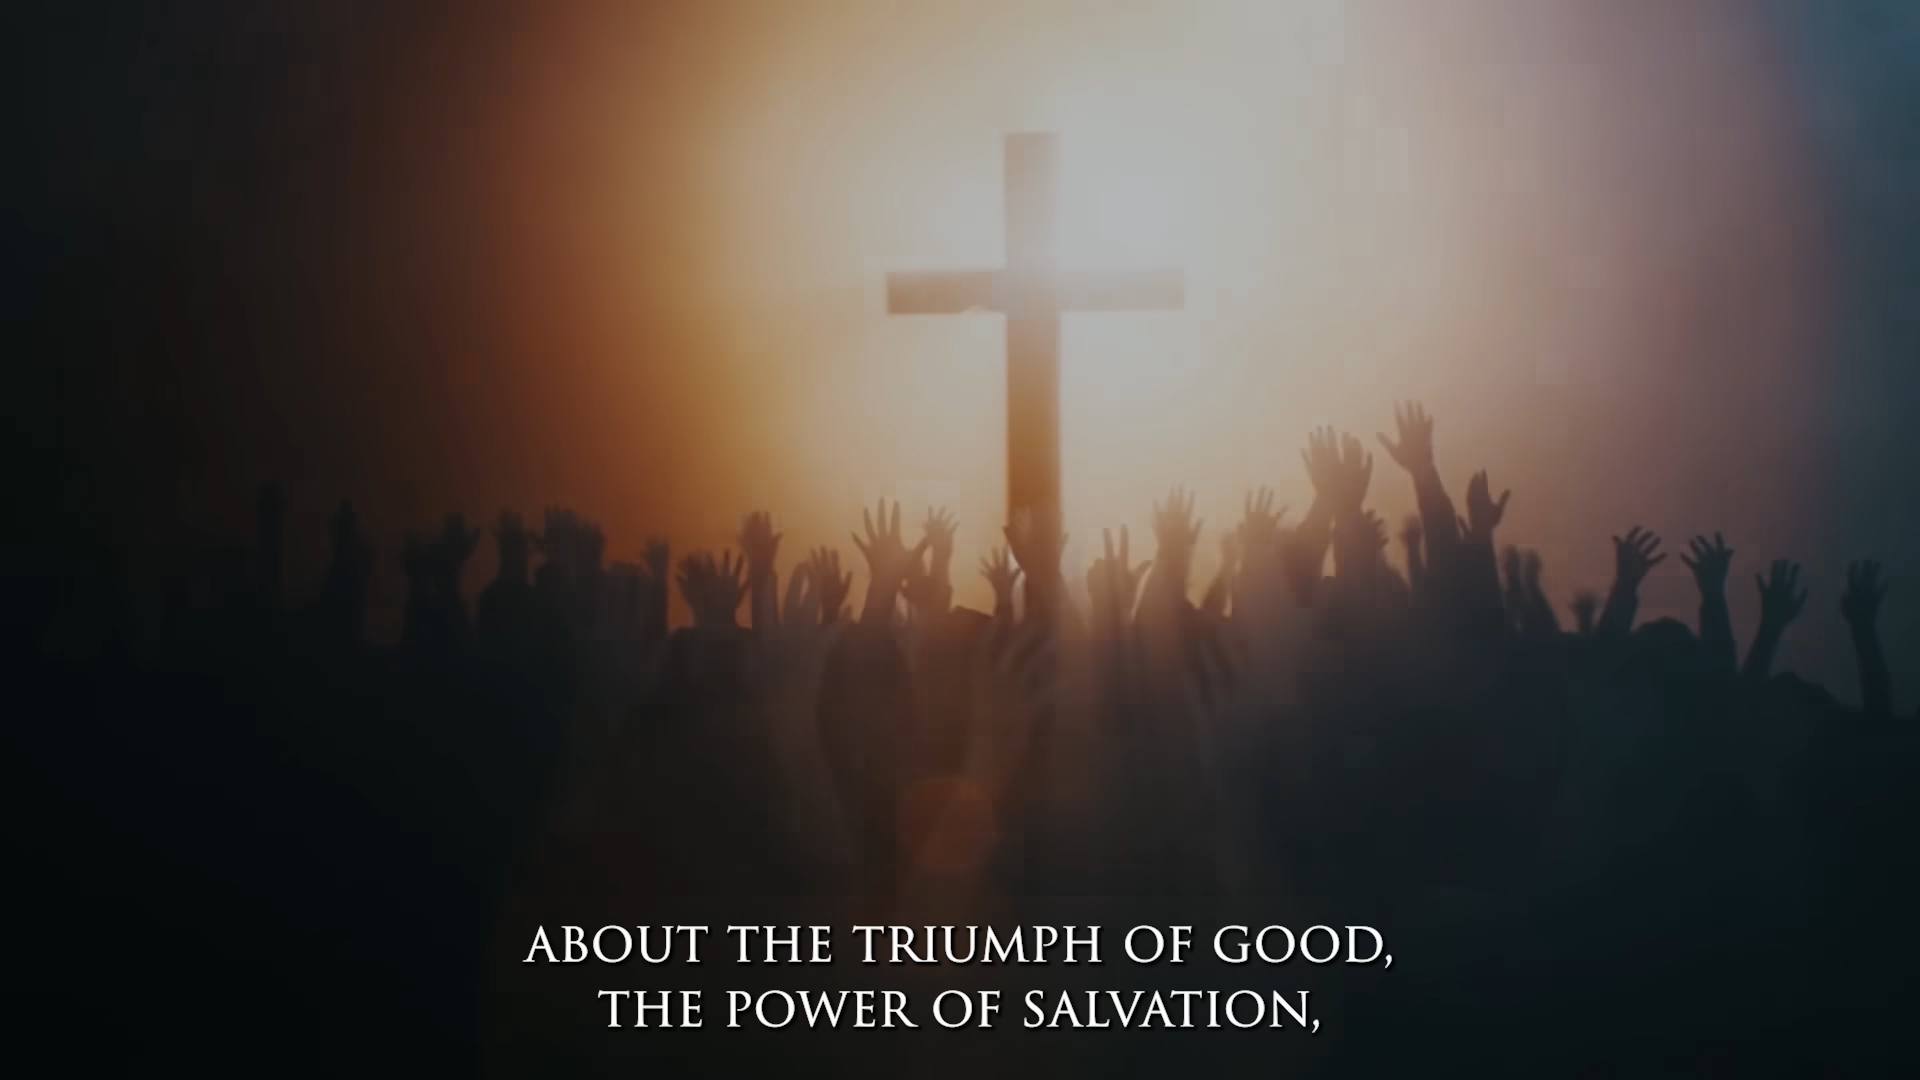 ABOUT THE TRIUMPH OF GOOD,
THE POWER OF SALVATION,